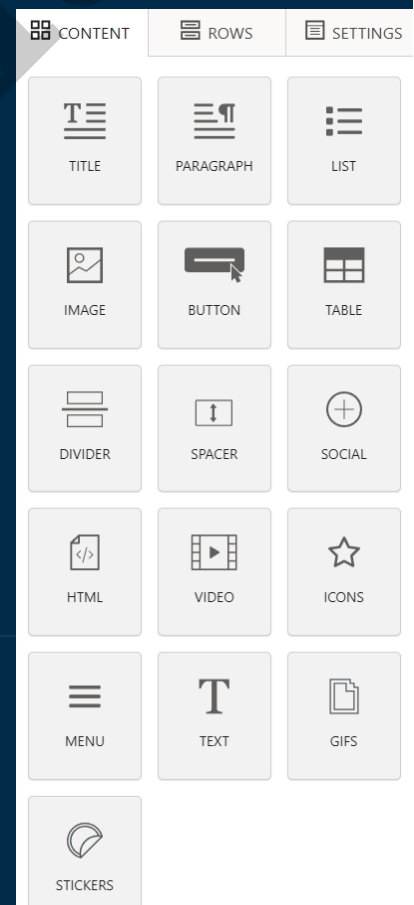 CONTENT ROWS SETTINGS
TITLE PARAGRAPH LIST
IMAGE BUTTON TABLE
DIVIDER SPACER SOCIAL
HTML VIDEO ICONS
MENU TEXT GIFS
STICKERS